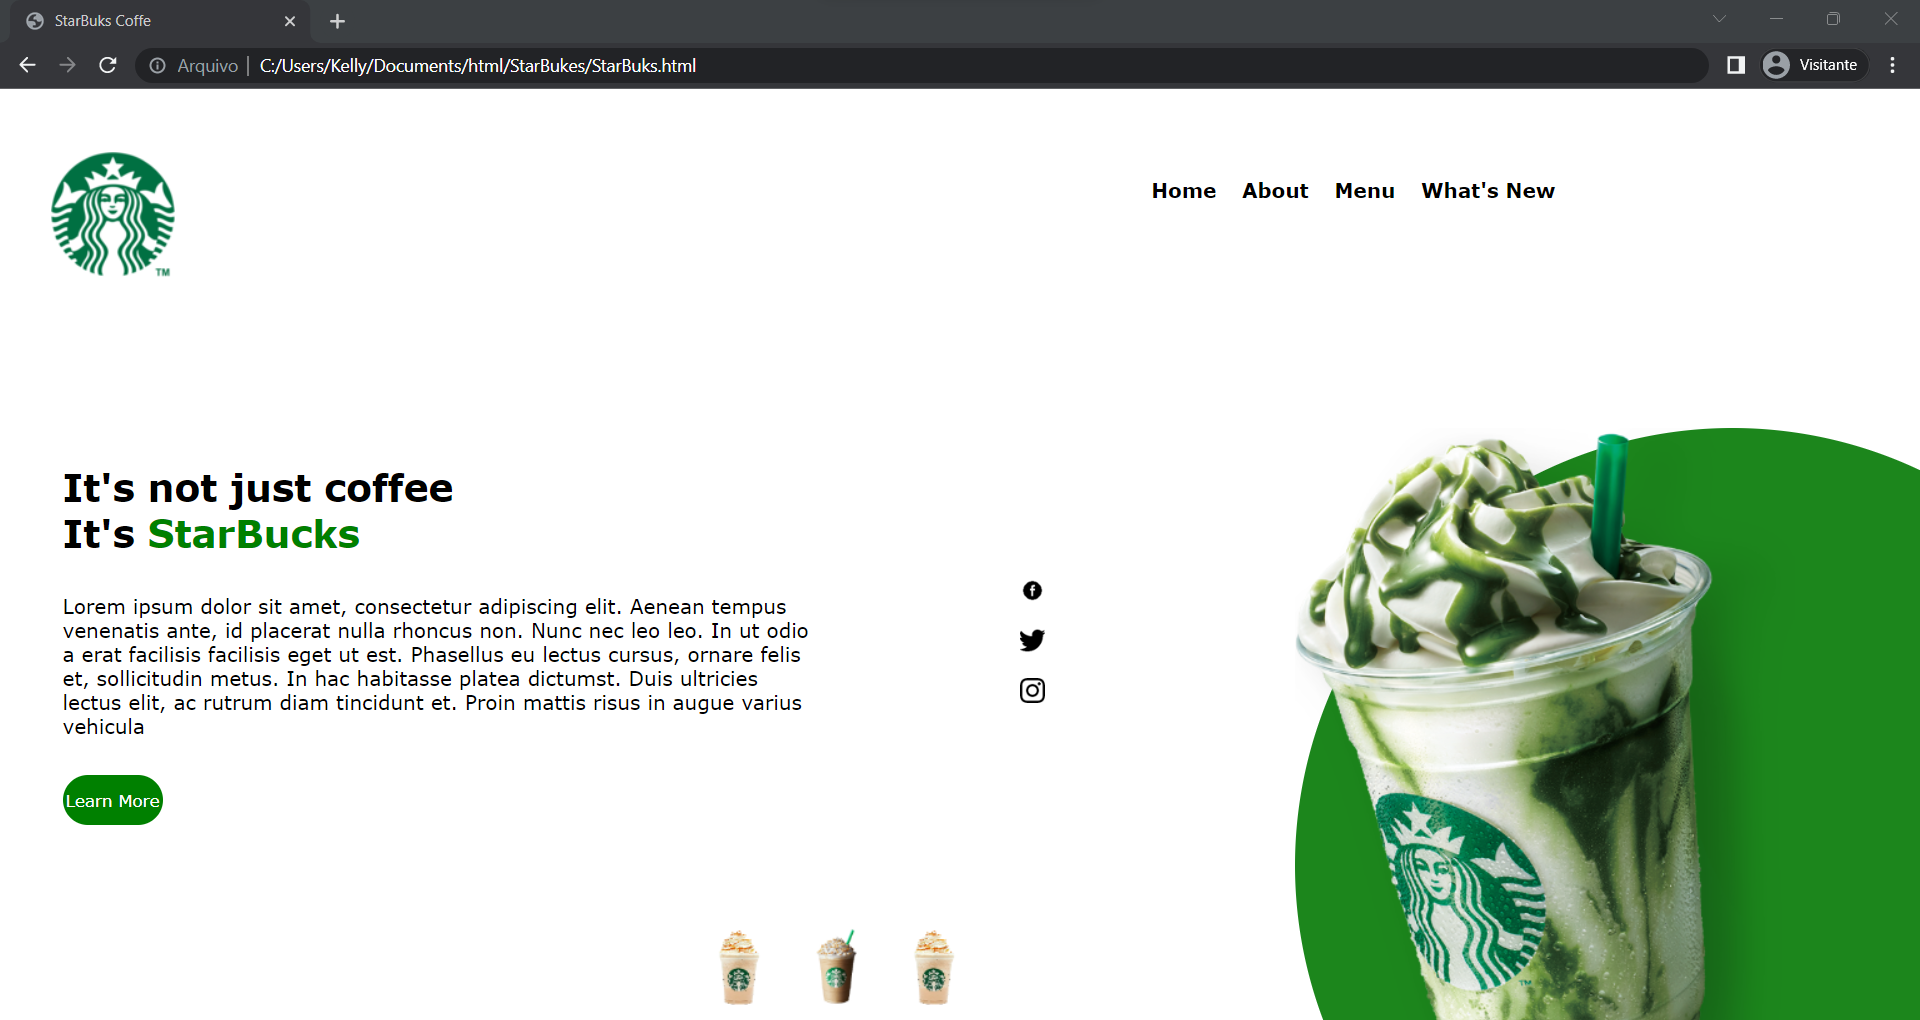 StarBuks Coffe
Arquivo | C:/Users/Kelly/Documents/html/StarBukes/StarBuks.html
Visitante
TM
Home About Menu What's New
It's not just coffee
It's StarBucks
Lorem ipsum dolor sit amet, consectetur adipiscing elit. Aenean tempus
venenatis ante, id placerat nulla rhoncus non. Nunc nec leo leo. In ut odio
a erat facilisis facilisis eget ut est. Phasellus eu lectus cursus, ornare felis
et, sollicitudin metus. In hac habitasse platea dictumst. Duis ultricies
lectus elit, ac rutrum diam tincidunt et. Proin mattis risus in augue varius
vehicula
Learn More
TM